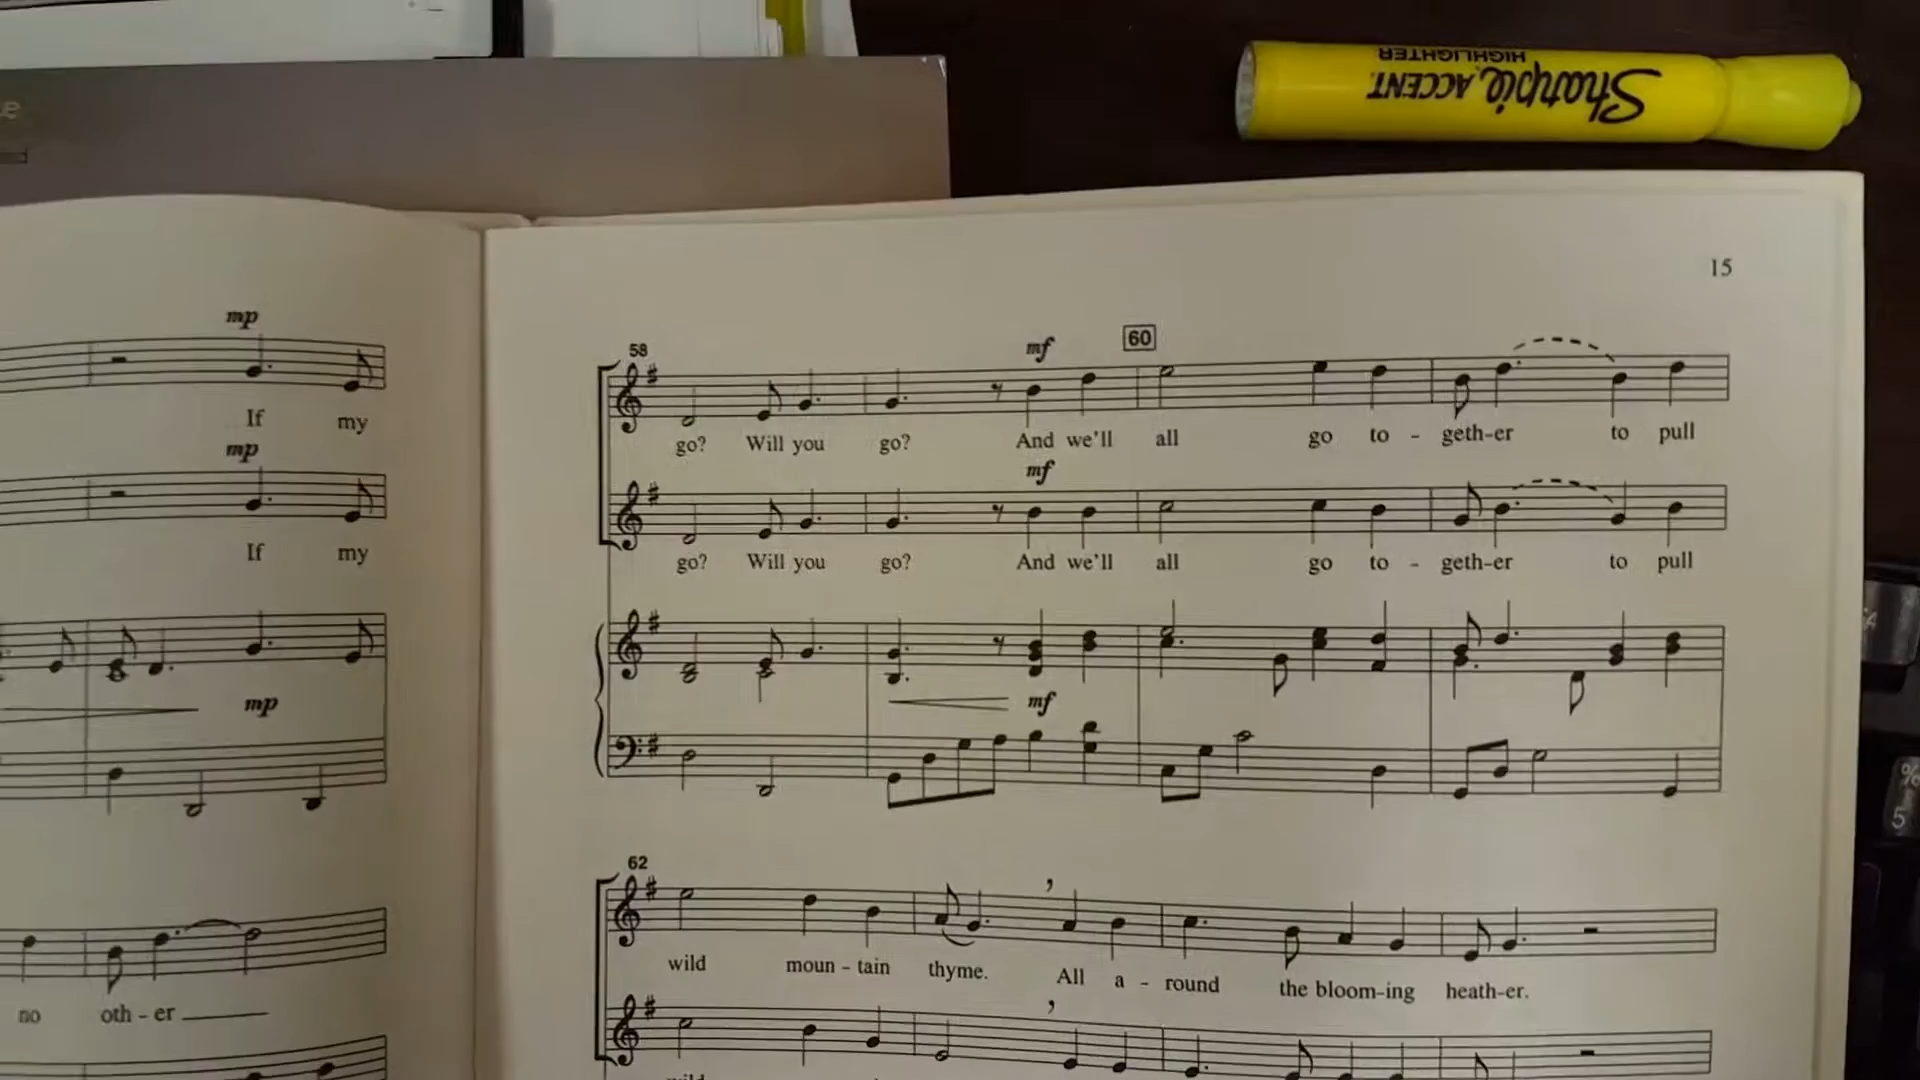 Sharpie ACCENT
HIGHLIGHTER
mp
If my
mp
If my
mp
no oth - er
15
58 mf 60
go? Will you go? And we'll all go to - geth-er to pull
mf
go? Will you go? And we'll all go to - geth-er to pull
mf
62
wild moun - tain thyme. All a - round the bloom-ing heath-er.